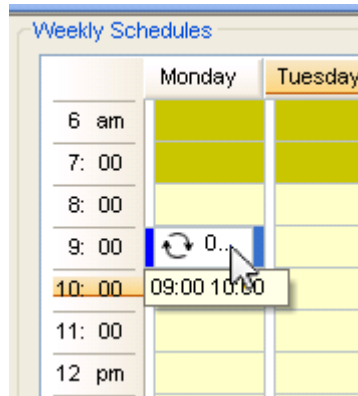 Weekly Schedules
Monday Tuesday
6 am
7: 00
8: 00
9: 00 0...
10: 00 09:00 10:00
11: 00
12 pm